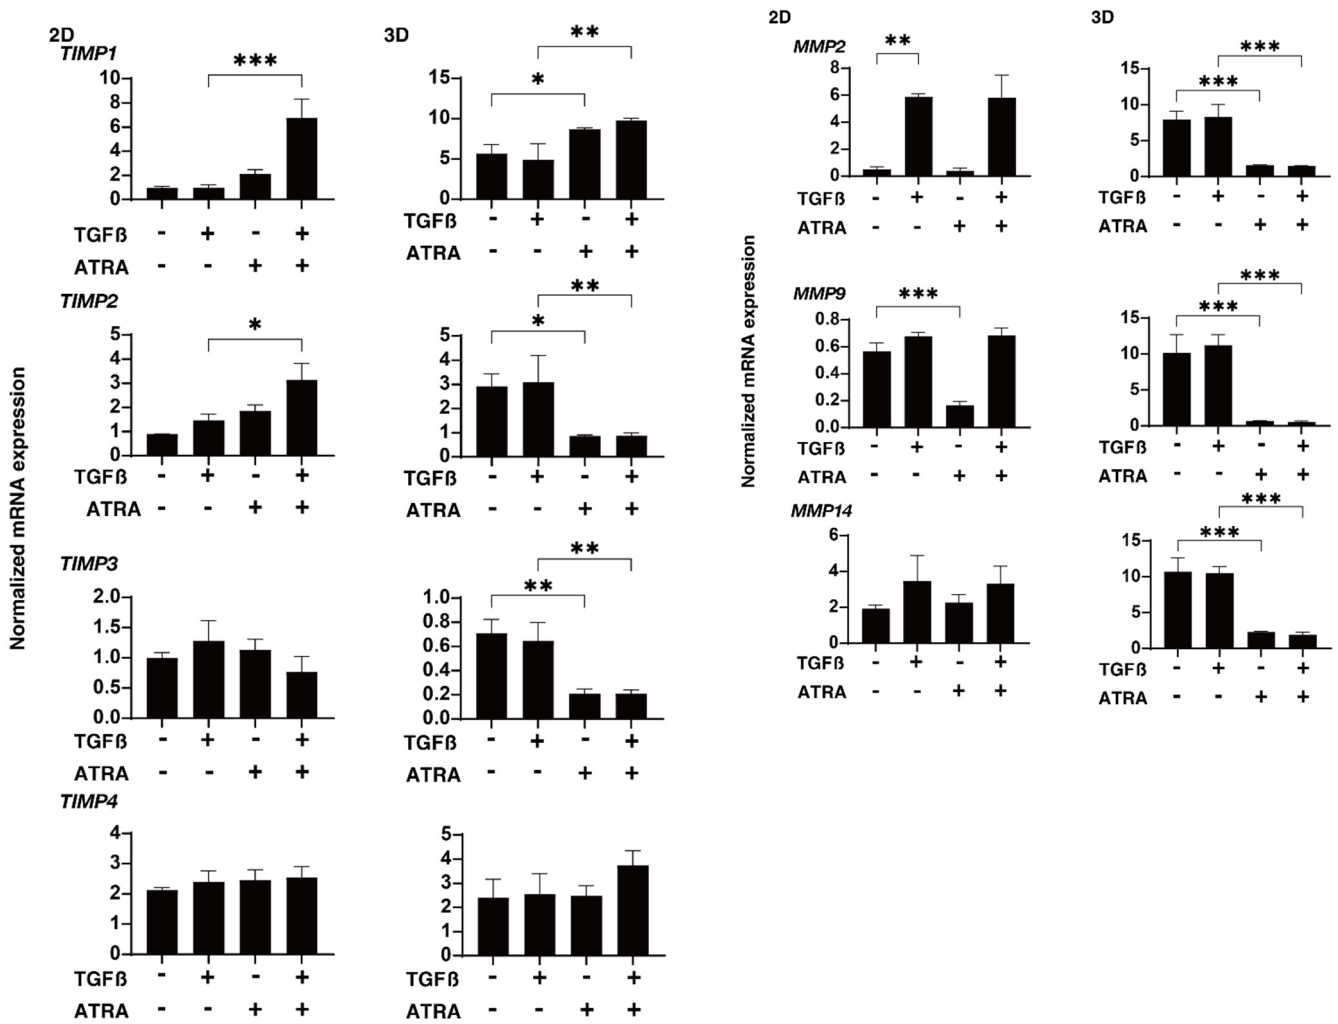 2D
TIMP1
***
10
8
6
4
2
0
TGFß - + - +
ATRA - - + +
3D
**
*
15
10
5
0
TGFß - + - +
ATRA - - + +
TIMP2
*
5
4
3
2
1
0
TGFß - + - +
ATRA - - + +
**
*
5
4
3
2
1
0
TGFß - + - +
ATRA - - + +
Normalized mRNA expression
TIMP3
2.0
1.5
1.0
0.5
0.0
TGFß - + - +
ATRA - - + +
**
**
1.0
0.8
0.6
0.4
0.2
0.0
TGFß - + - +
ATRA - - + +
TIMP4
4
3
2
1
0
TGFß - + - +
ATRA - - + +
5
4
3
2
1
0
TGFß - + - +
ATRA - - + +
2D
MMP2
**
8
6
4
2
0
TGFß - + - +
ATRA - - + +
3D
***
***
15
10
5
0
TGFß - + - +
ATRA - - + +
Normalized mRNA expression
MMP9
***
0.8
0.6
0.4
0.2
0.0
TGFß - + - +
ATRA - - + +
***
***
15
10
5
0
TGFß - + - +
ATRA - - + +
MMP14
6
4
2
0
TGFß - + - +
ATRA - - + +
***
***
15
10
5
0
TGFß - + - +
ATRA - - + +